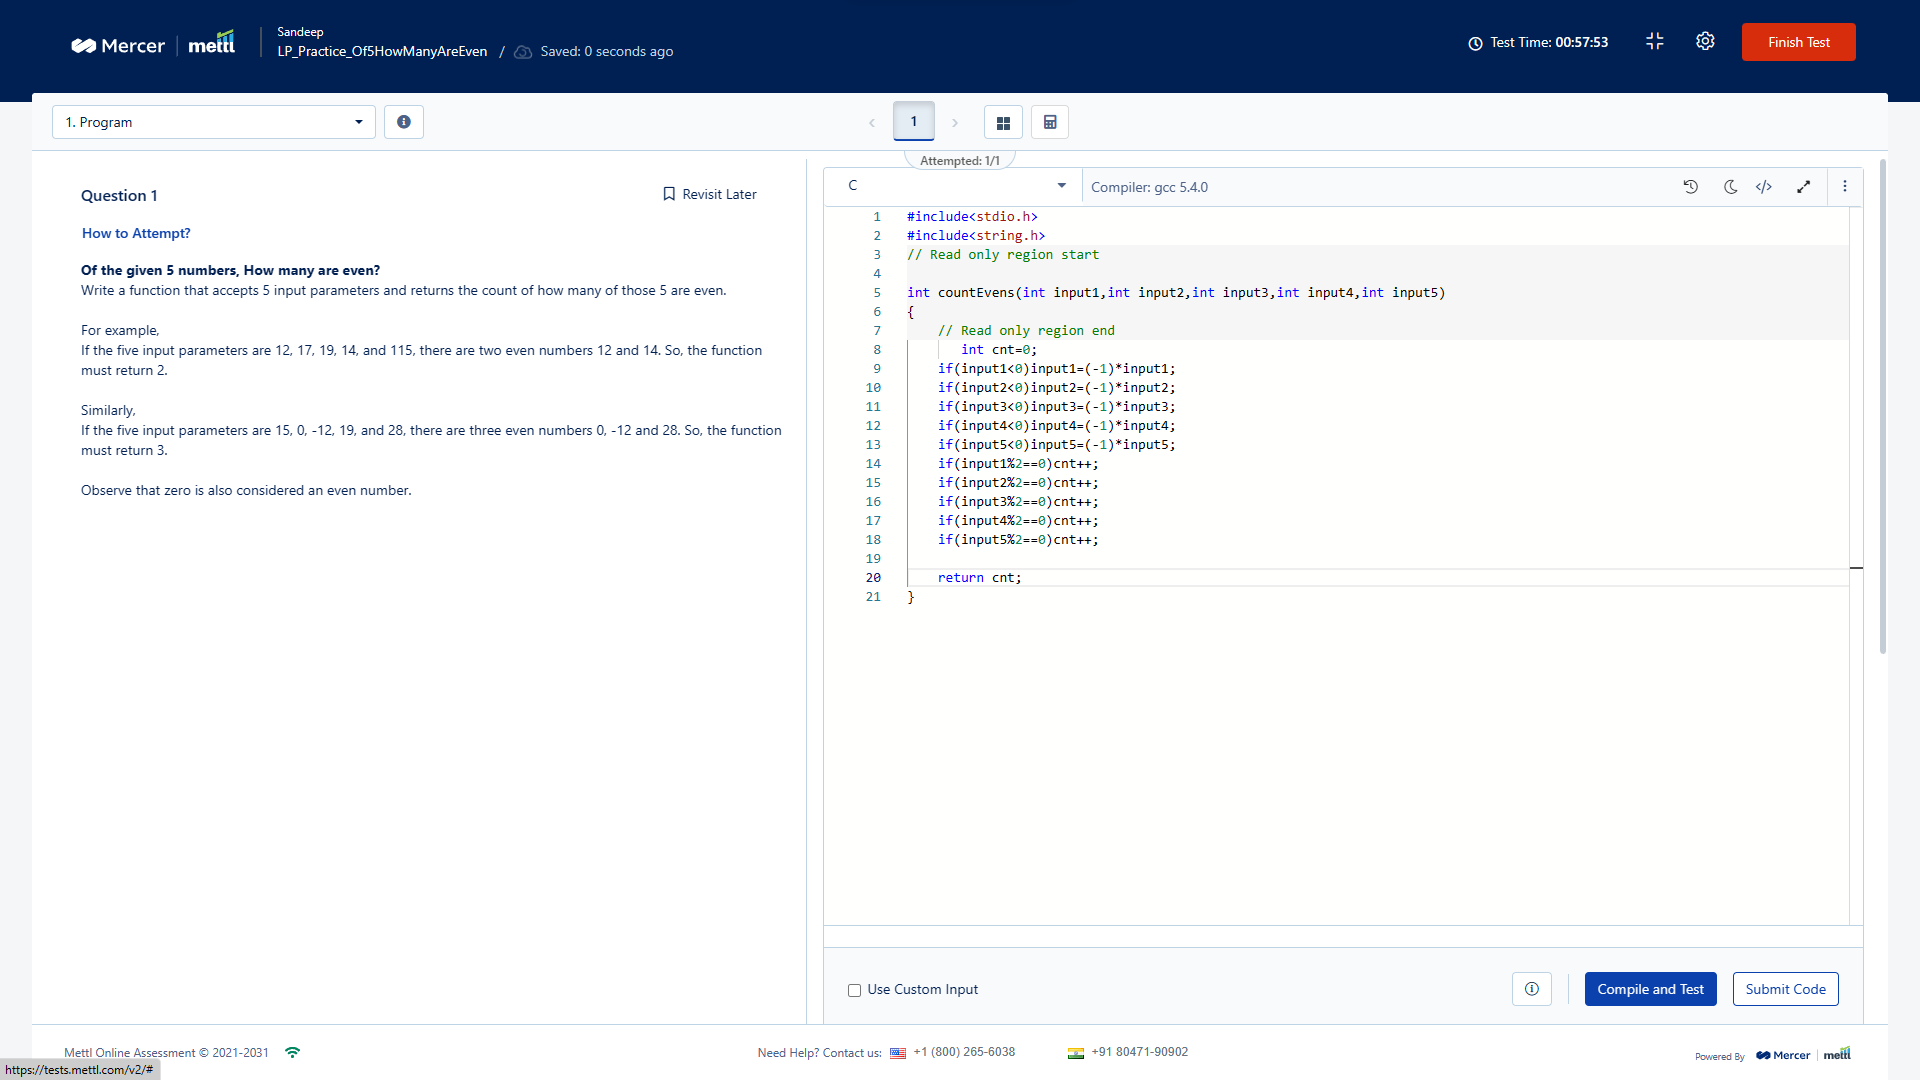 Mercer | mettl
Sandeep
LP_Practice_Of5HowManyAreEven / Saved: 0 seconds ago
Test Time: 00:57:53
Finish Test
1. Program
1
Attempted: 1/1
Question 1
Revisit Later
How to Attempt?
Of the given 5 numbers, How many are even?
Write a function that accepts 5 input parameters and returns the count of how many of those 5 are even.
For example,
If the five input parameters are 12, 17, 19, 14, and 115, there are two even numbers 12 and 14. So, the function
must return 2.
Similarly,
If the five input parameters are 15, 0, -12, 19, and 28, there are three even numbers 0, -12 and 28. So, the function
must return 3.
Observe that zero is also considered an even number.
C
Compiler: gcc 5.4.0
1 #include<stdio.h>
2 #include<string.h>
3 // Read only region start
4
5 int countEvens(int input1,int input2,int input3,int input4,int input5)
6 {
7 // Read only region end
8 int cnt=0;
9 if(input1<0)input1=(-1)*input1;
10 if(input2<0)input2=(-1)*input2;
11 if(input3<0)input3=(-1)*input3;
12 if(input4<0)input4=(-1)*input4;
13 if(input5<0)input5=(-1)*input5;
14 if(input1%2==0)cnt++;
15 if(input2%2==0)cnt++;
16 if(input3%2==0)cnt++;
17 if(input4%2==0)cnt++;
18 if(input5%2==0)cnt++;
19
20 return cnt;
21 }
Use Custom Input
Compile and Test
Submit Code
Mettl Online Assessment © 2021-2031
Need Help? Contact us: +1 (800) 265-6038 +91 80471-90902
Powered By Mercer | mettl
https://tests.mettl.com/v2/#